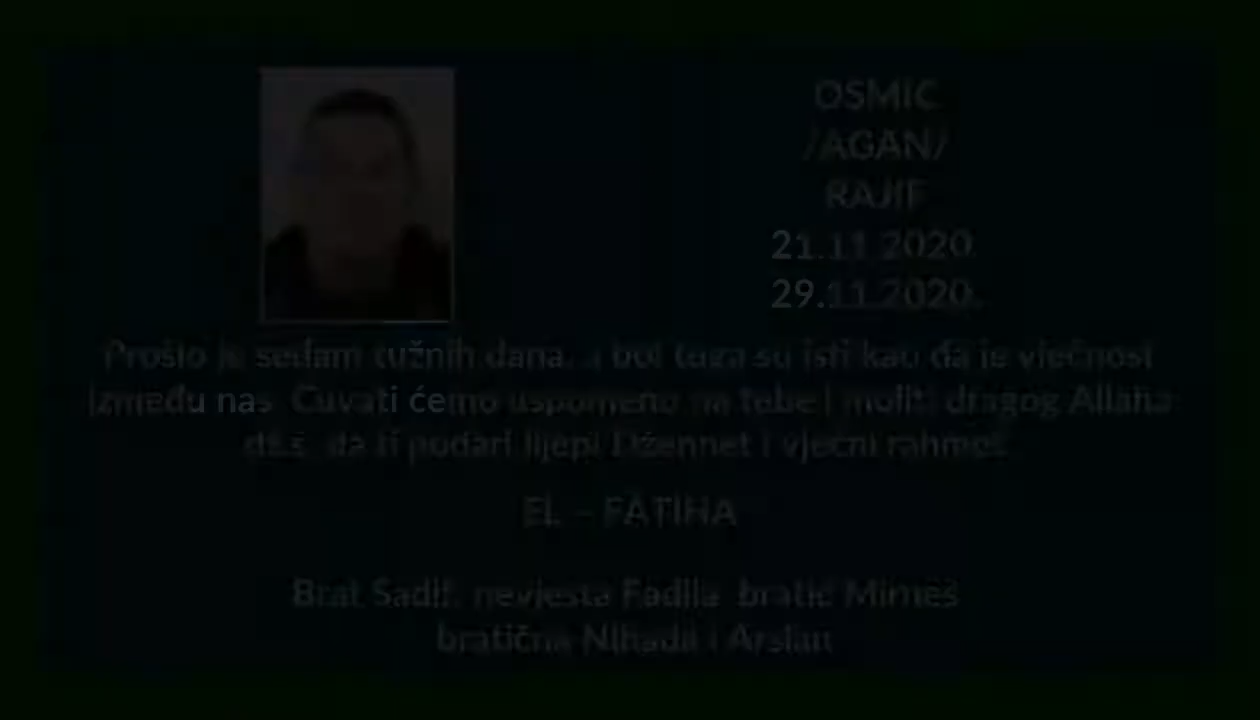 OSMIC
/AGAN/
RAJIF
21.11.2020.
29.11.2020.
Prošlo je sedam tužnih dana, a bol tuga su isti kao da je vječnost
između nas. Čuvati ćemo uspomenu na tebe i moliti dragog Allaha
dž.š. da ti podari lijepi Džennet i vječni rahmet.
EL - FATIHA
Brat Sadif, nevjesta Fadila, bratić Mirnes
bratična Nihada i Arslan